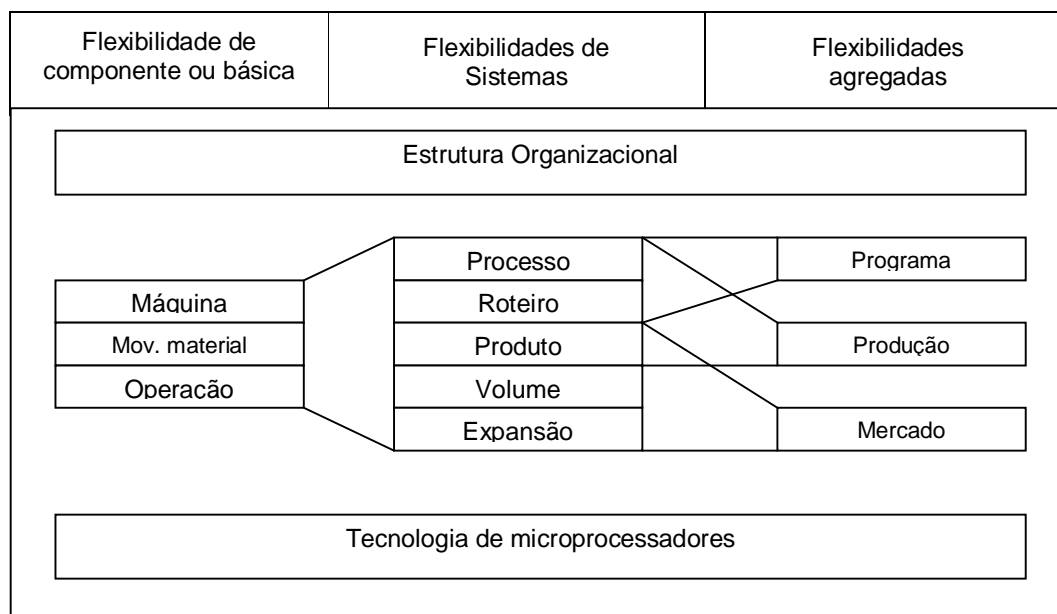 Flexibilidade de
componente ou básica
Flexibilidades de
Sistemas
Flexibilidades
agregadas
Estrutura Organizacional
Máquina
Mov. material
Operação
Processo
Roteiro
Produto
Volume
Expansão
Programa
Produção
Mercado
Tecnologia de microprocessadores